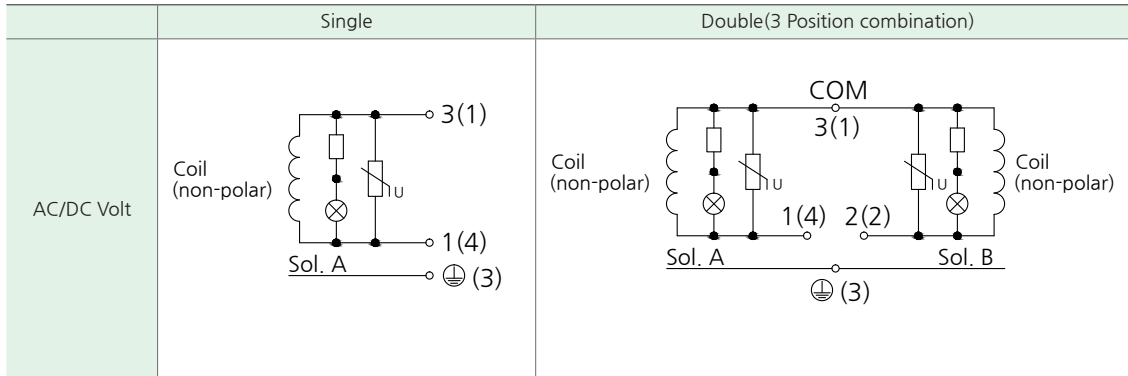 Single
Double(3 Position combination)
AC/DC Volt
Coil
(non-polar)
3(1)
U
1(4)
Sol. A
(3)
COM
3(1)
Coil
(non-polar)
U
1(4)
2(2)
U
Coil
(non-polar)
Sol. A
Sol. B
(3)